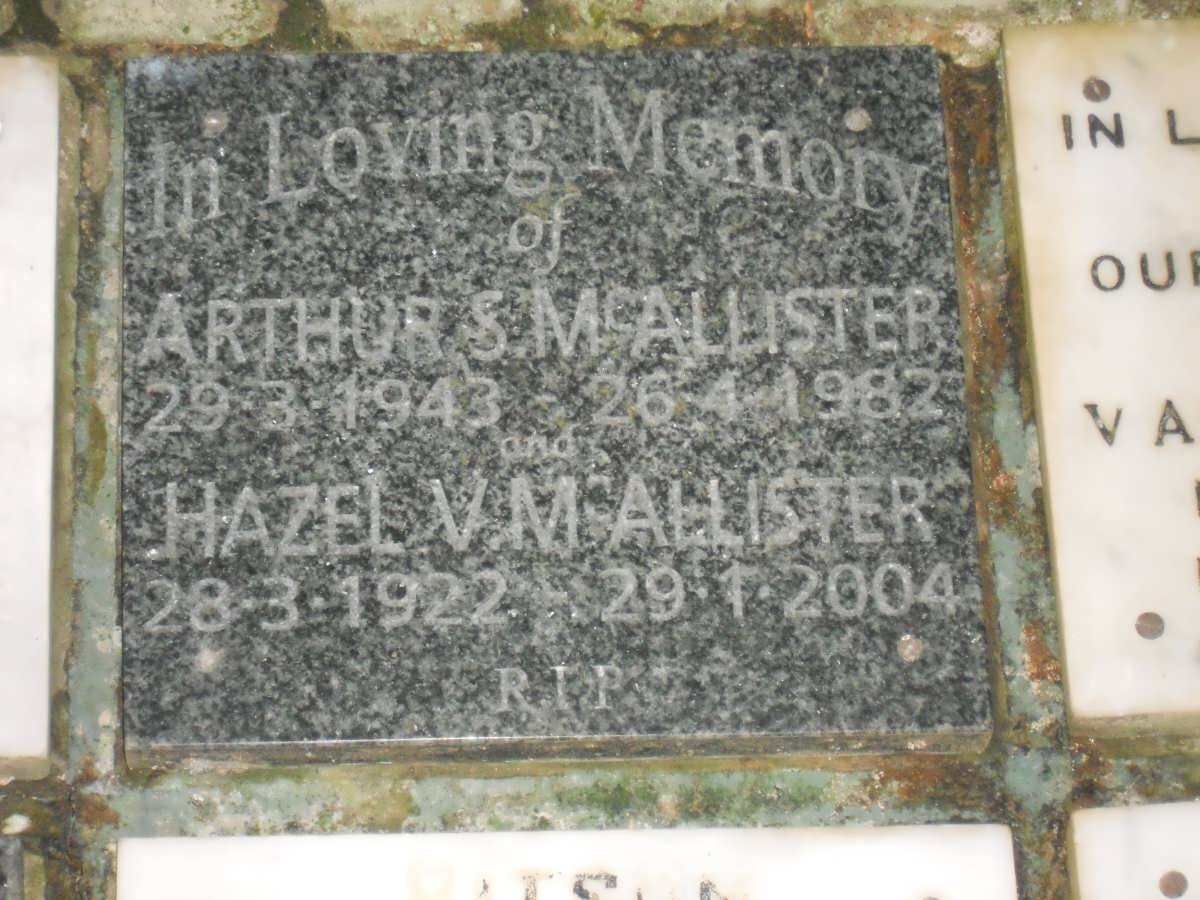 In Loving Memory
of
ARTHUR S. McALLISTER
29·3·1943 - 26·4·1982
and
HAZEL V. McALLISTER
28·3·1922 - 29·1·2004
RIP
IN L
OUR
VA